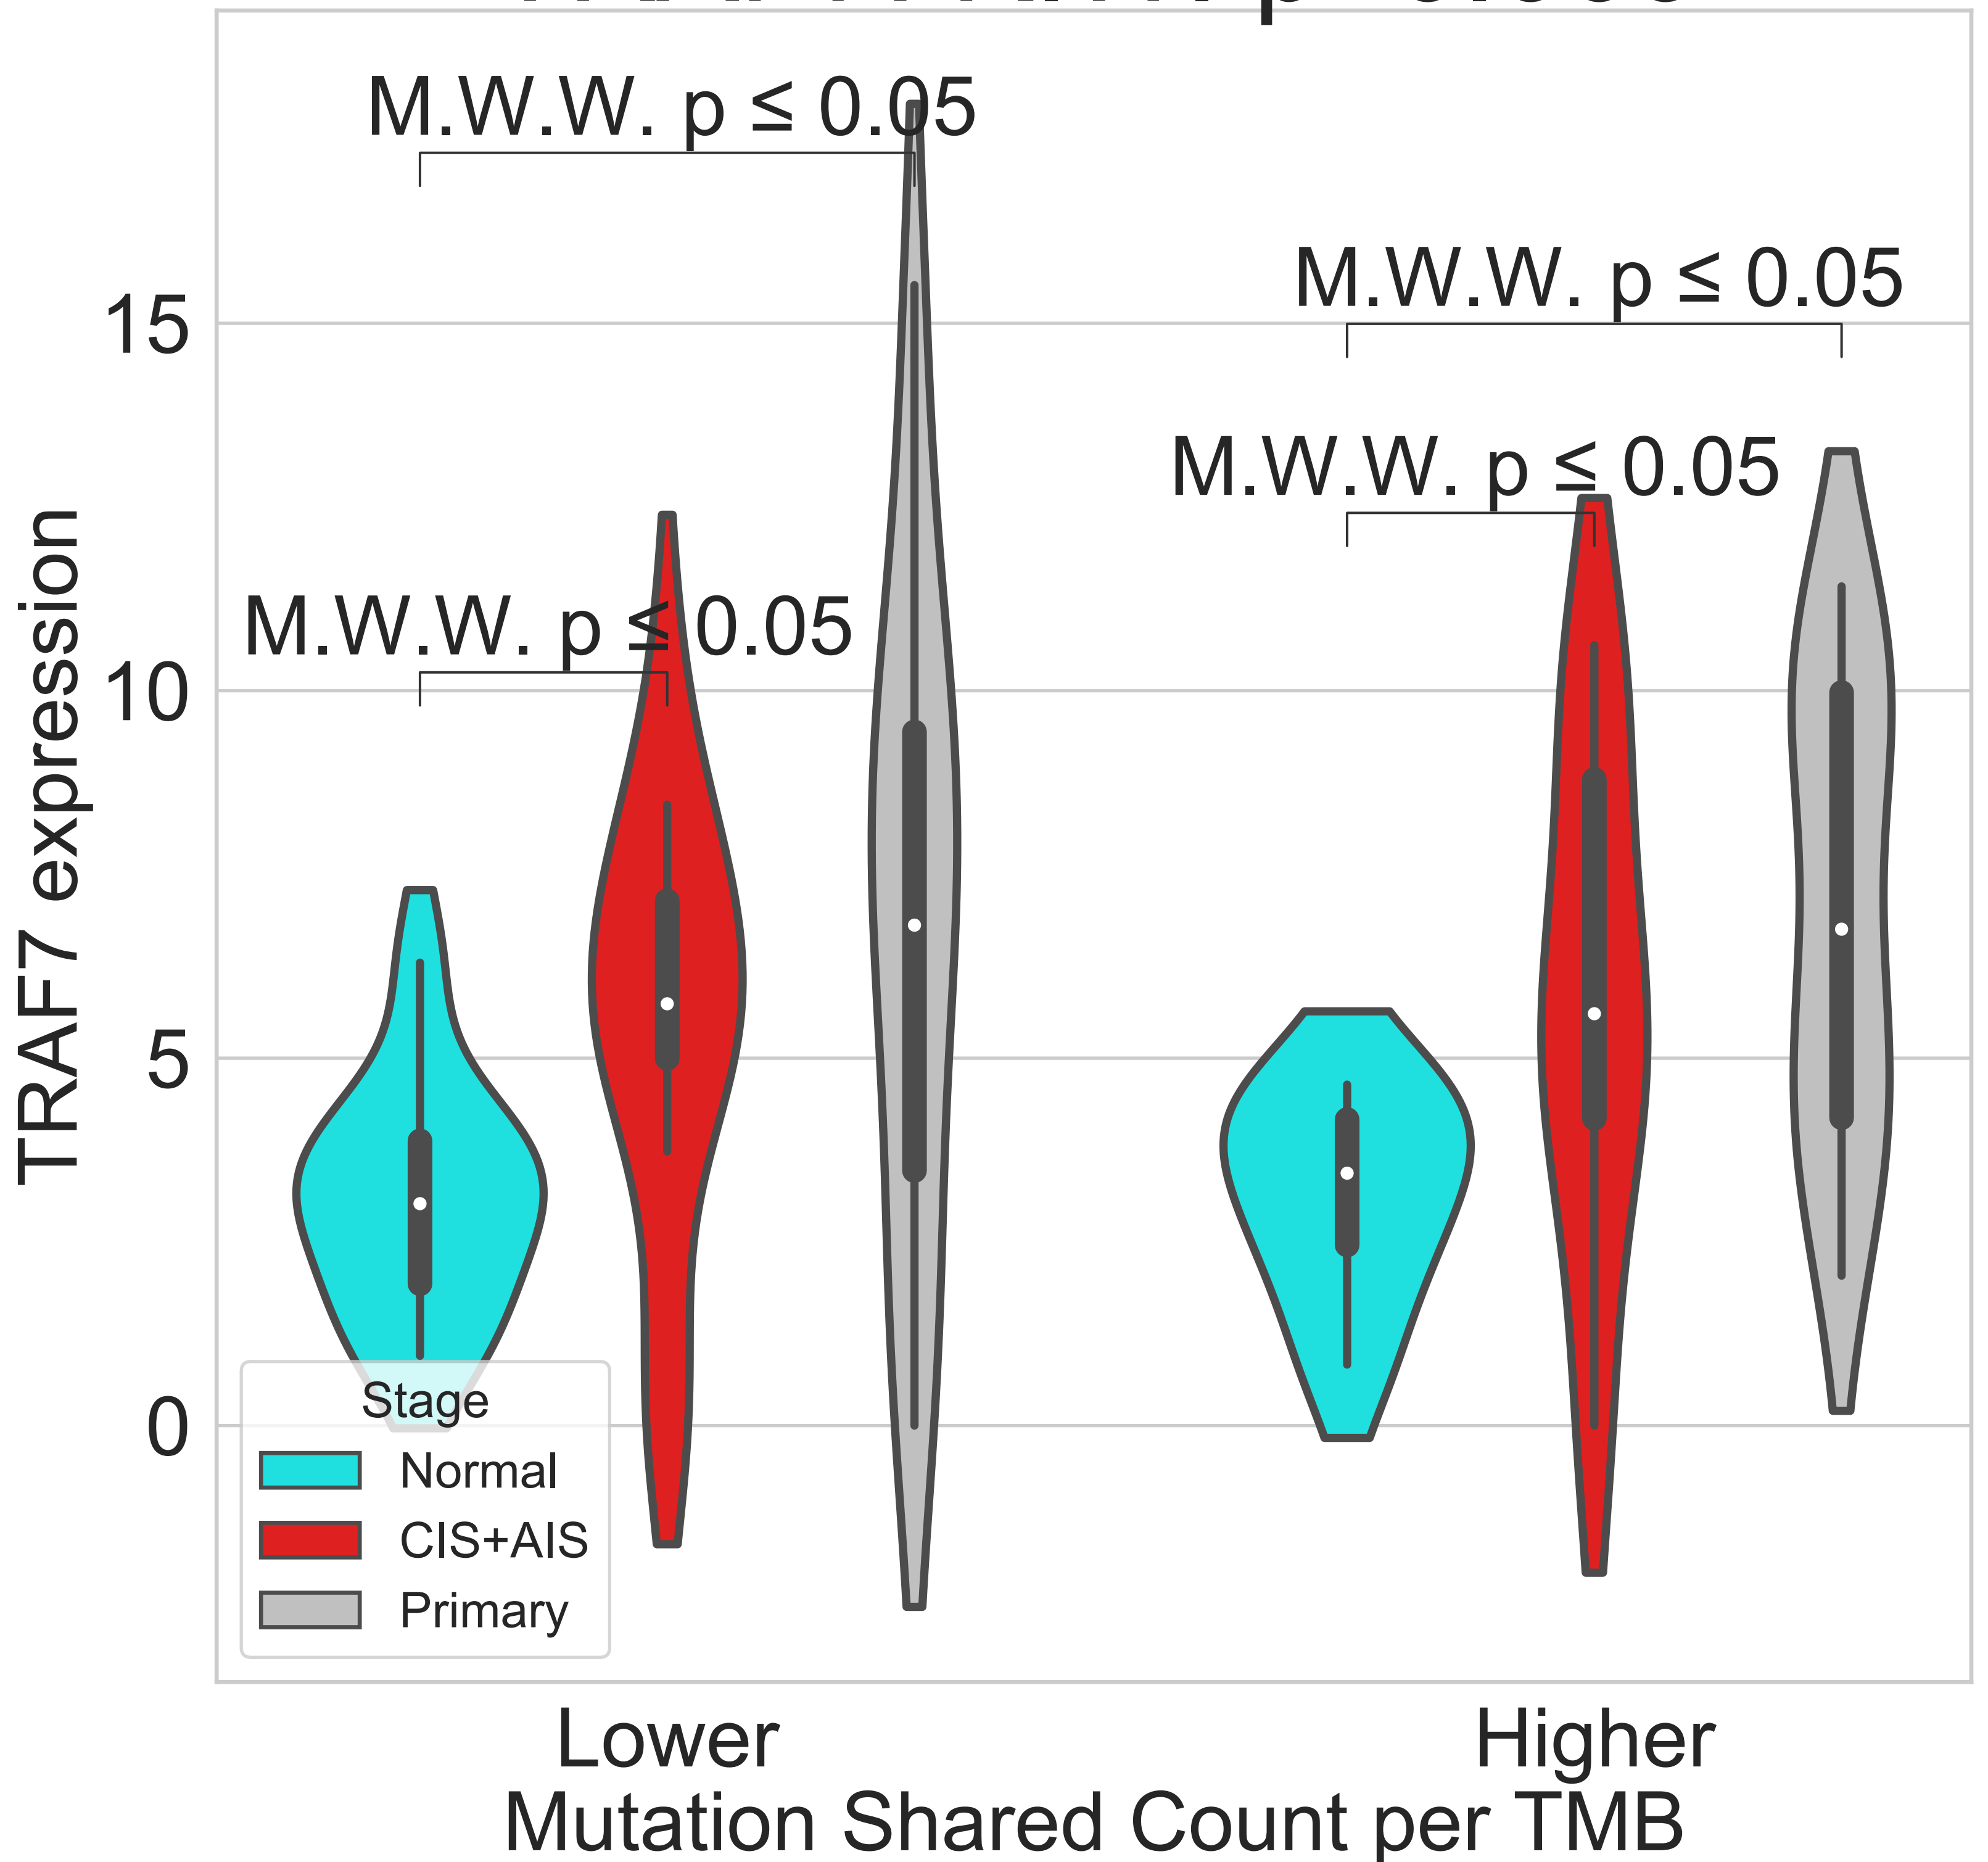 M.W.W. p ≤ 0.05
M.W.W. p ≤ 0.05
M.W.W. p ≤ 0.05
M.W.W. p ≤ 0.05
15
10
5
0
TRAF7 expression
Stage
Normal
CIS+AIS
Primary
Lower
Higher
Mutation Shared Count per TMB